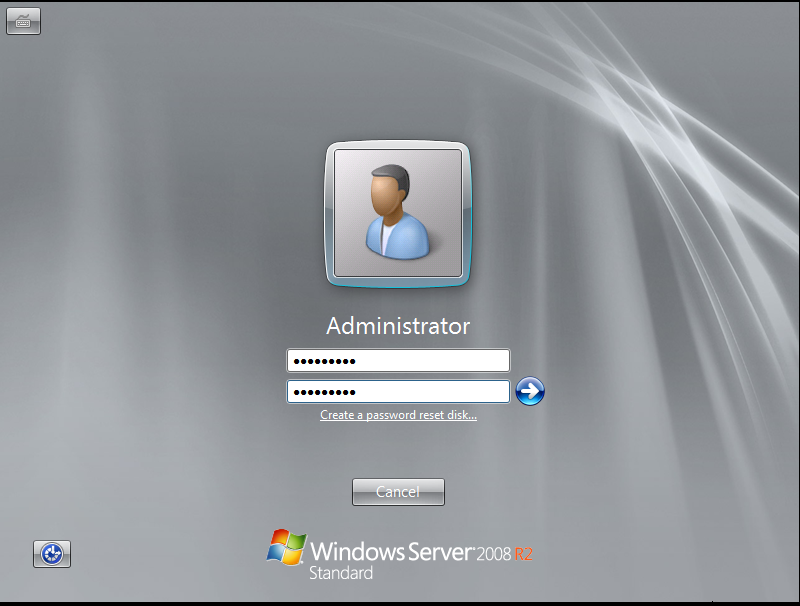 Administrator
●●●●●●●●●
●●●●●●●●●
Create a password reset disk...
Cancel
Windows Server 2008 R2
Standard